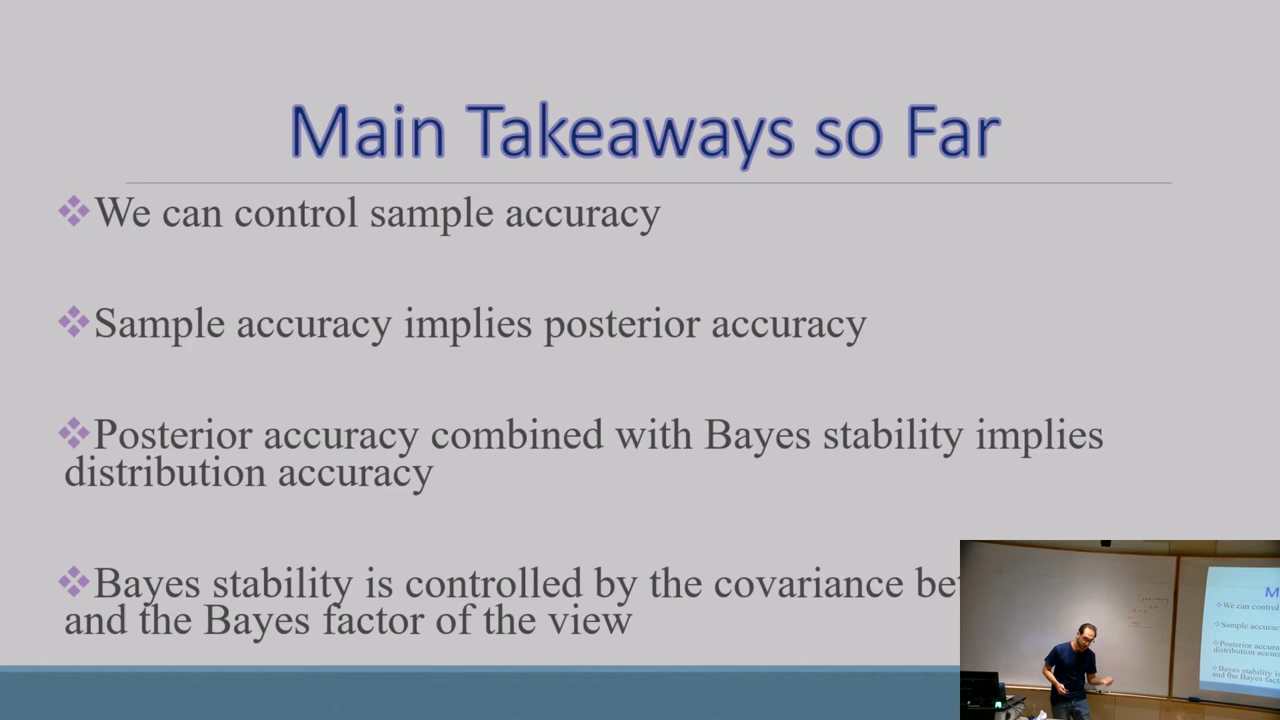 Main Takeaways so Far
❖We can control sample accuracy
❖Sample accuracy implies posterior accuracy
❖Posterior accuracy combined with Bayes stability implies
distribution accuracy
❖Bayes stability is controlled by the covariance
and the Bayes factor of the view